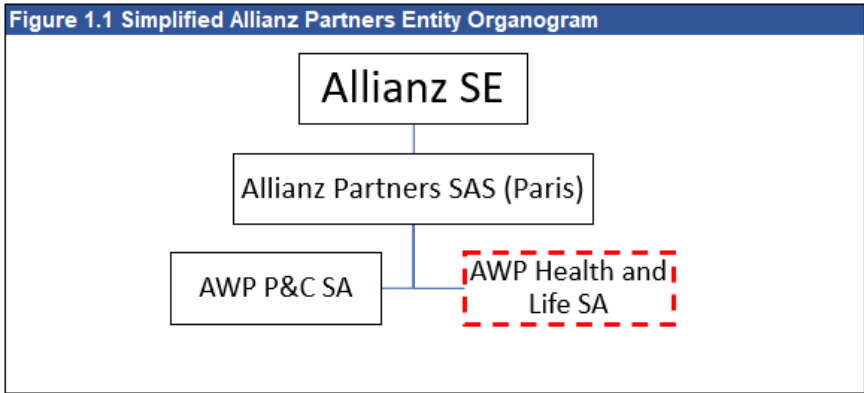 Figure 1.1 Simplified Allianz Partners Entity Organogram
Allianz SE
Allianz Partners SAS (Paris)
AWP P&C SA
AWP Health and
Life SA